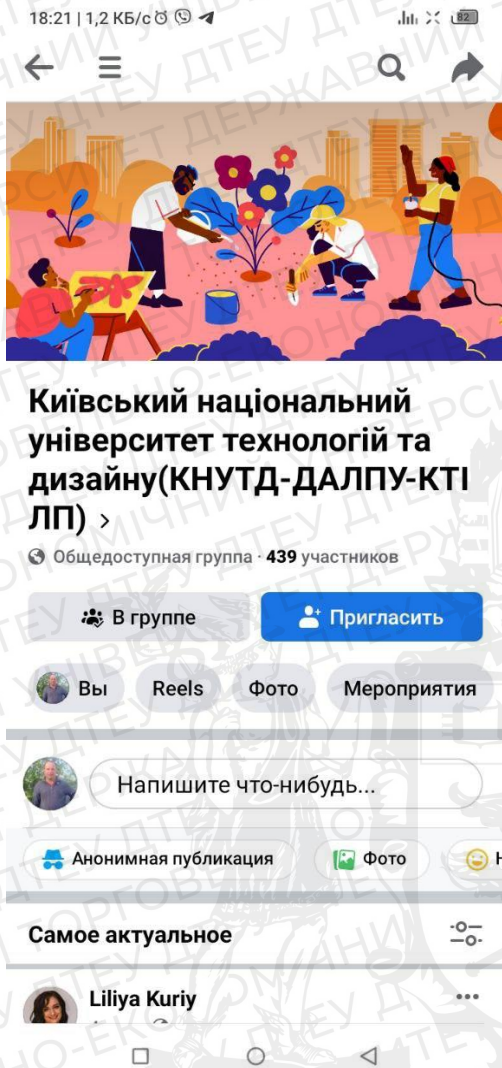 18:21 | 1,2 КБ/с
82
Київський національний
університет технологій та
дизайну(КНУТД-ДАЛПУ-КТІ
ЛП) >
Общедоступная группа · 439 участников
В группе
Пригласить
Вы
Reels
Фото
Мероприятия
Напишите что-нибудь...
Анонимная публикация
Фото
Самое актуальное
Liliya Kuriy